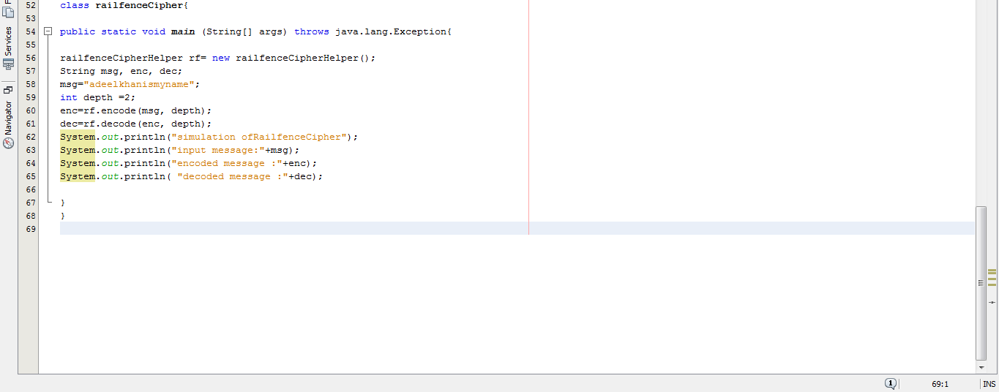 Services
Navigator
52 class railfenceCipher{
53
54 public static void main (String[] args) throws java.lang.Exception{
55
56 railfenceCipherHelper rf= new railfenceCipherHelper();
57 String msg, enc, dec;
58 msg="adeelkhanismyname";
59 int depth =2;
60 enc=rf.encode(msg, depth);
61 dec=rf.decode(enc, depth);
62 System.out.println("simulation ofRailfenceCipher");
63 System.out.println("input message:"+msg);
64 System.out.println("encoded message :"+enc);
65 System.out.println( "decoded message :"+dec);
66
67 }
68 }
69
1 69:1 INS